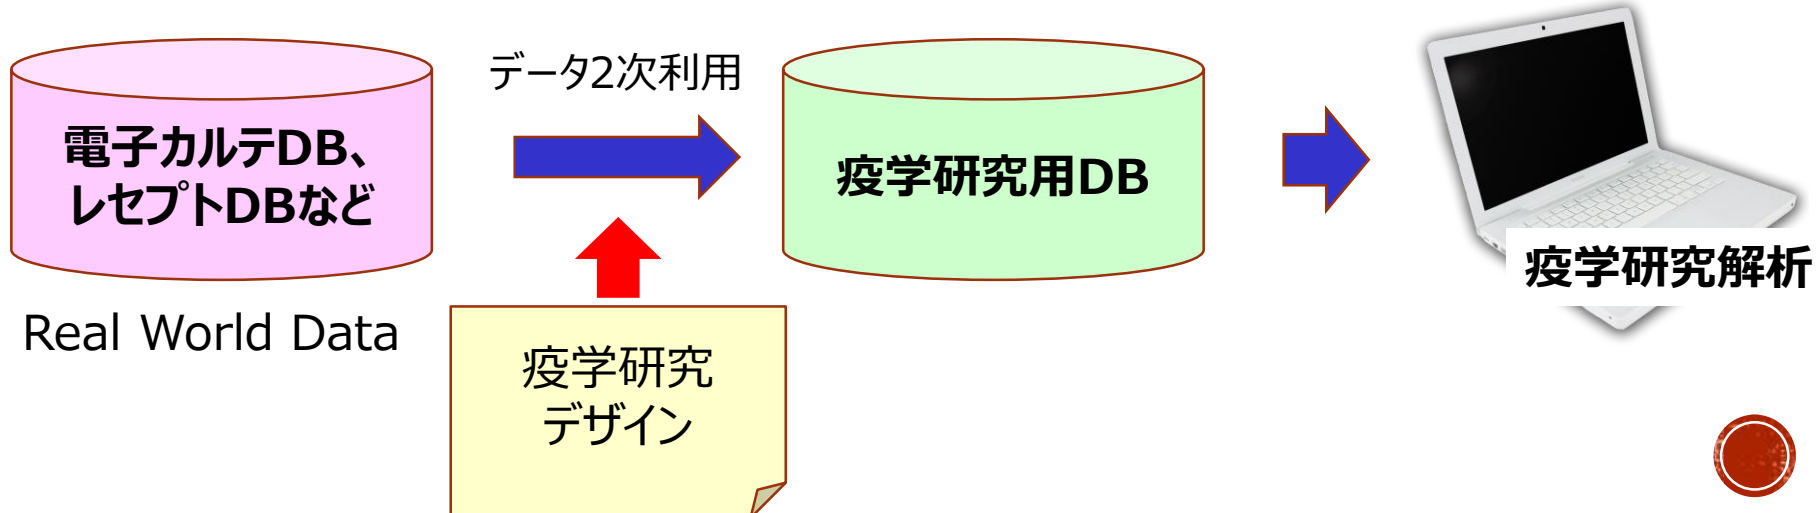 データ2次利用
電子カルテDB、
レセプトDBなど
疫学研究用DB
疫学研究解析
Real World Data
疫学研究
デザイン